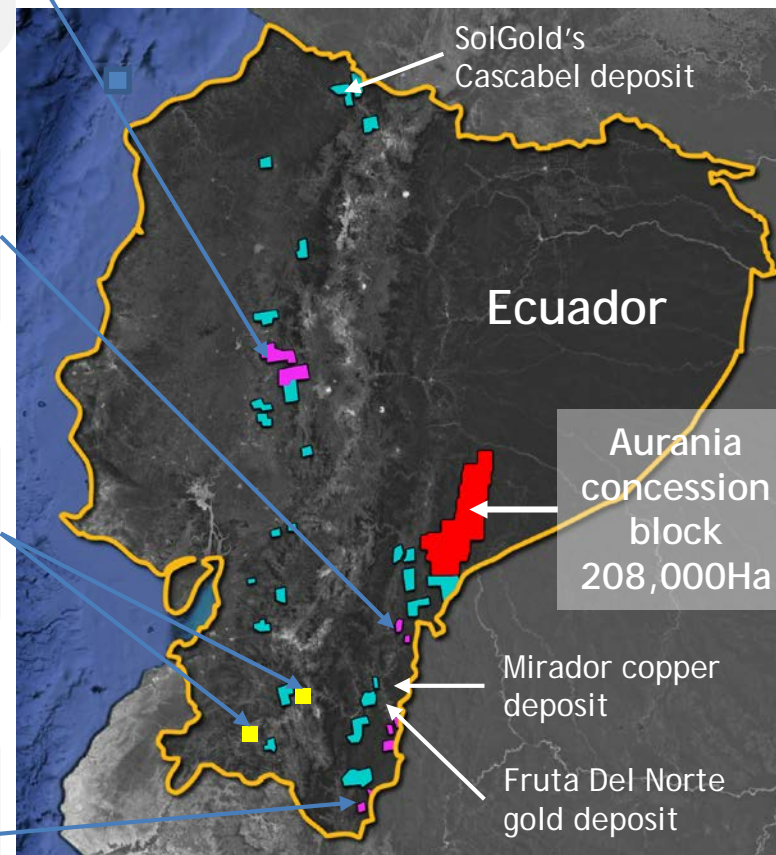 SolGold's
Cascabel deposit
Ecuador
Aurania
concession
block
208,000Ha
Mirador copper
deposit
Fruta Del Norte
gold deposit